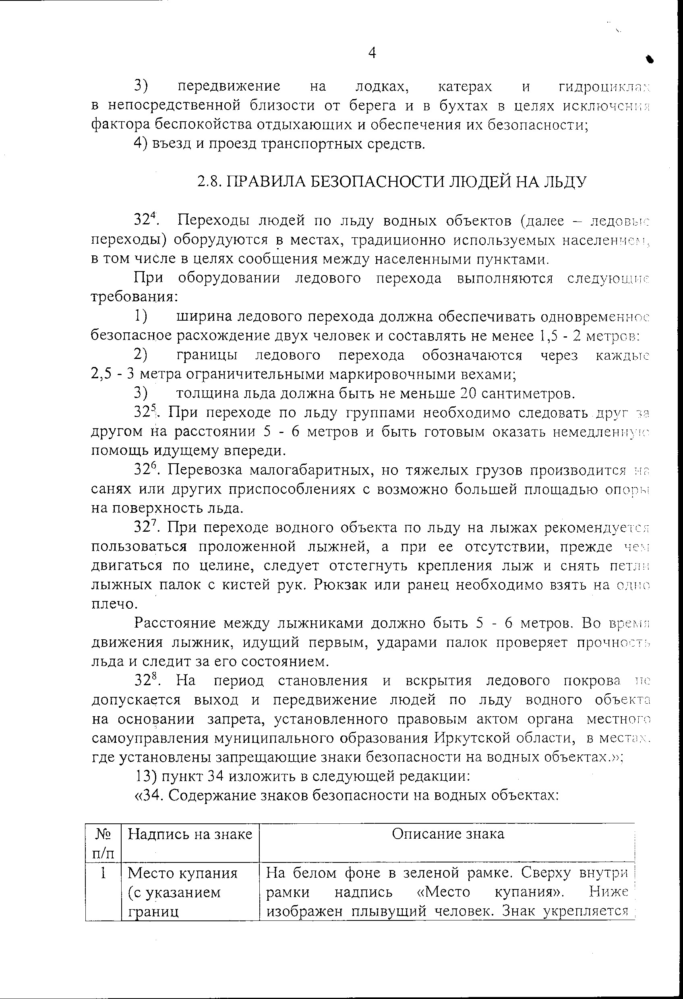 4
3) передвижение на лодках, катерах и гидроциклах
в непосредственной близости от берега и в бухтах в целях исключения
фактора беспокойства отдыхающих и обеспечения их безопасности;
4) въезд и проезд транспортных средств.
2.8. ПРАВИЛА БЕЗОПАСНОСТИ ЛЮДЕЙ НА ЛЬДУ
32⁴. Переходы людей по льду водных объектов (далее – ледовые
переходы) оборудуются в местах, традиционно используемых населением,
в том числе в целях сообщения между населенными пунктами.
При оборудовании ледового перехода выполняются следующие
требования:
1) ширина ледового перехода должна обеспечивать одновременное
безопасное расхождение двух человек и составлять не менее 1,5 - 2 метров;
2) границы ледового перехода обозначаются через каждые
2,5 - 3 метра ограничительными маркировочными вехами;
3) толщина льда должна быть не меньше 20 сантиметров.
32⁵. При переходе по льду группами необходимо следовать друг за
другом на расстоянии 5 - 6 метров и быть готовым оказать немедленную
помощь идущему впереди.
32⁶. Перевозка малогабаритных, но тяжелых грузов производится на
санях или других приспособлениях с возможно большей площадью опоры
на поверхность льда.
32⁷. При переходе водного объекта по льду на лыжах рекомендуется
пользоваться проложенной лыжней, а при ее отсутствии, прежде чем
двигаться по целине, следует отстегнуть крепления лыж и снять петли
лыжных палок с кистей рук. Рюкзак или ранец необходимо взять на одно
плечо.
Расстояние между лыжниками должно быть 5 - 6 метров. Во время
движения лыжник, идущий первым, ударами палок проверяет прочность
льда и следит за его состоянием.
32⁸. На период становления и вскрытия ледового покрова не
допускается выход и передвижение людей по льду водного объекта
на основании запрета, установленного правовым актом органа местного
самоуправления муниципального образования Иркутской области, в местах,
где установлены запрещающие знаки безопасности на водных объектах.»;
13) пункт 34 изложить в следующей редакции:
«34. Содержание знаков безопасности на водных объектах:
№ Надпись на знаке Описание знака
п/п
1 Место купания На белом фоне в зеленой рамке. Сверху внутри
(с указанием рамки надпись «Место купания». Ниже
границ изображен плывущий человек. Знак укрепляется